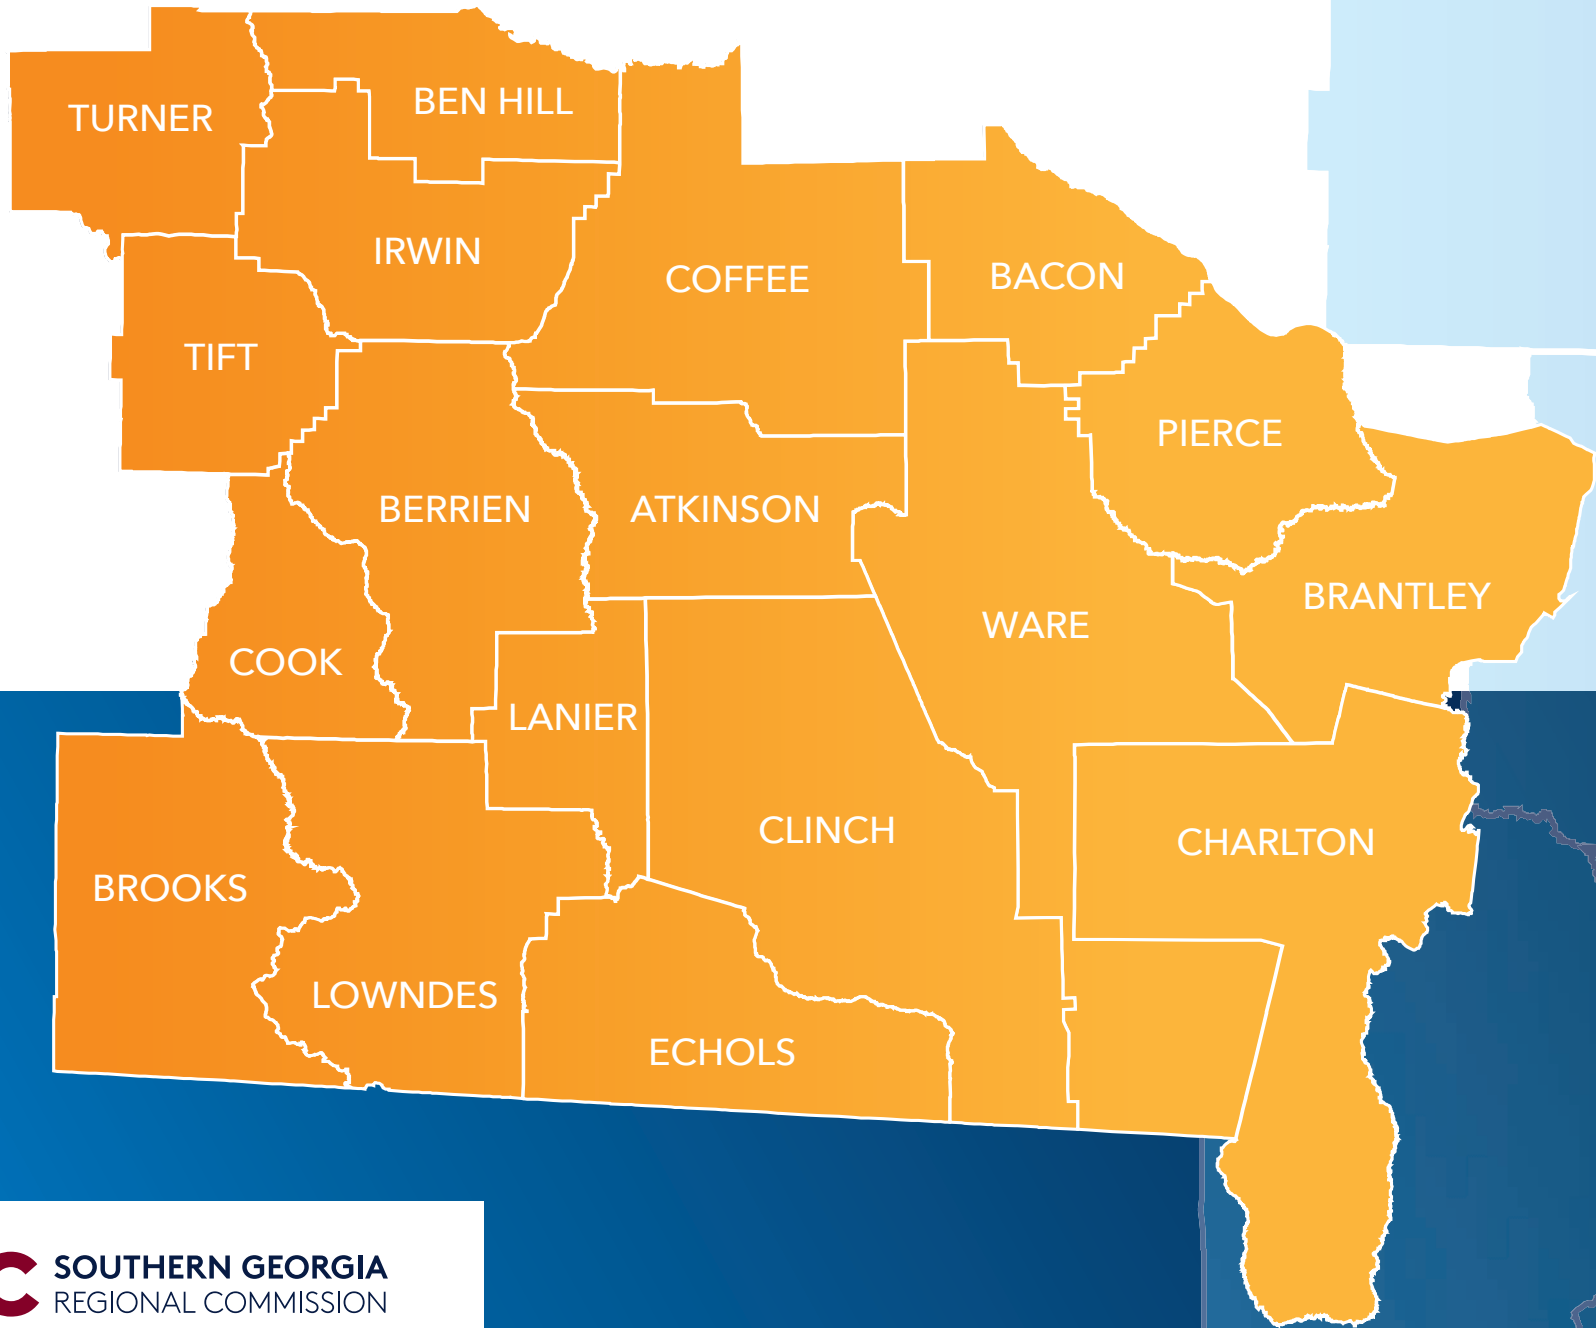 TURNER
BEN HILL
IRWIN
COFFEE
BACON
TIFT
PIERCE
BERRIEN
ATKINSON
BRANTLEY
WARE
COOK
LANIER
CLINCH
CHARLTON
BROOKS
LOWNDES
ECHOLS
C
SOUTHERN GEORGIA
REGIONAL COMMISSION